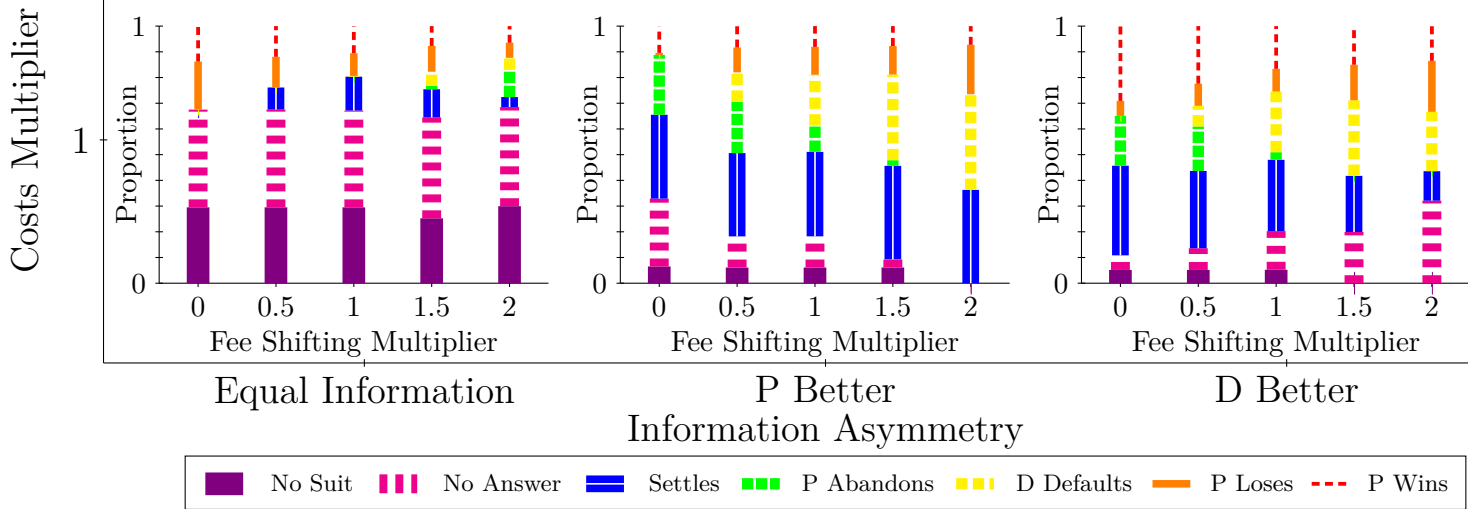 Costs Multiplier
1
Proportion
1
0
0 0.5 1 1.5 2
Fee Shifting Multiplier
Proportion
1
0
0 0.5 1 1.5 2
Fee Shifting Multiplier
Proportion
1
0
0 0.5 1 1.5 2
Fee Shifting Multiplier
Equal Information P Better D Better
Information Asymmetry
No Suit No Answer Settles P Abandons D Defaults P Loses P Wins